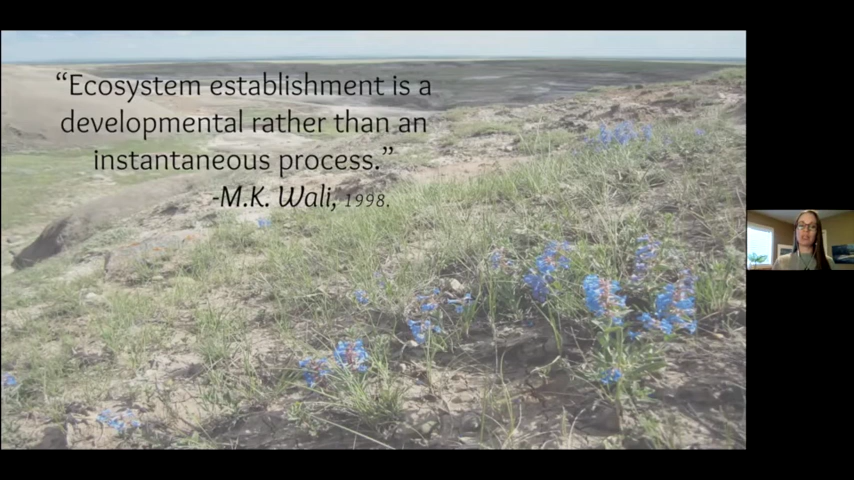 “Ecosystem establishment is a
developmental rather than an
instantaneous process.”
-M.K. Wali, 1998.